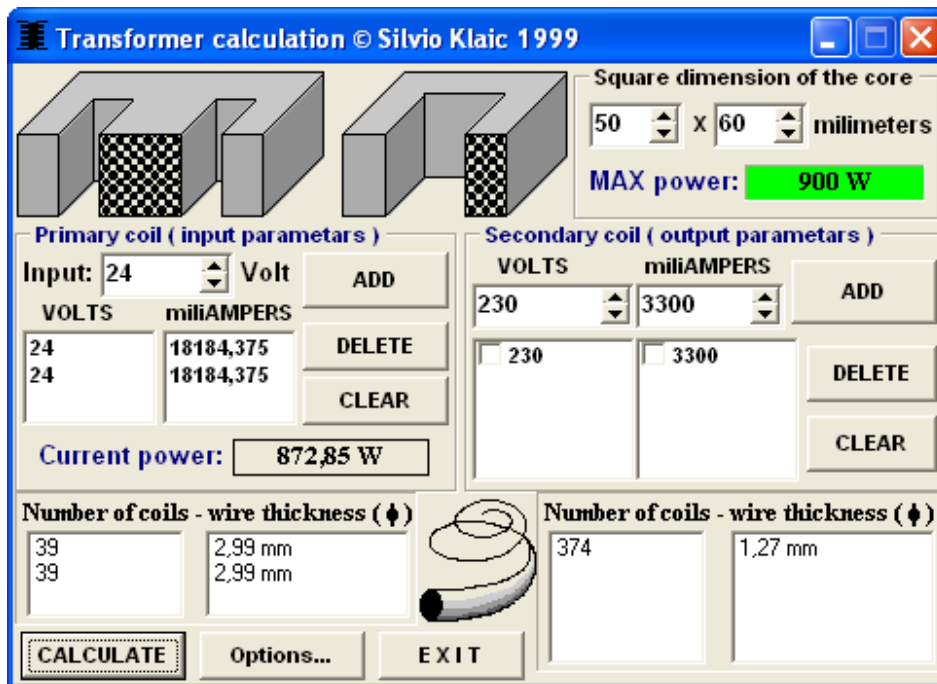 Transformer calculation © Silvio Klaic 1999
Square dimension of the core
50 X 60 milimeters
MAX power: 900 W
Primary coil ( input parametars )
Input: 24 Volt
ADD
VOLTS miliAMPERS
24 18184,375
24 18184,375
DELETE
CLEAR
Current power: 872,85 W
Secondary coil ( output parametars )
VOLTS miliAMPERS
230 3300
ADD
230 3300
DELETE
CLEAR
Number of coils - wire thickness ( ϕ )
39 2,99 mm
39 2,99 mm
Number of coils - wire thickness ( ϕ )
374 1,27 mm
CALCULATE
Options...
E X I T